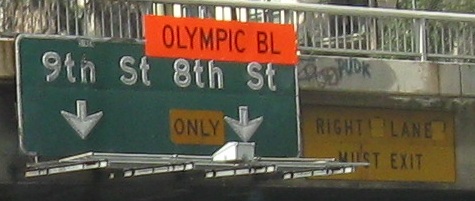 OLYMPIC BL
9th St 8th St
ONLY
RIGHT LANE
MUST EXIT